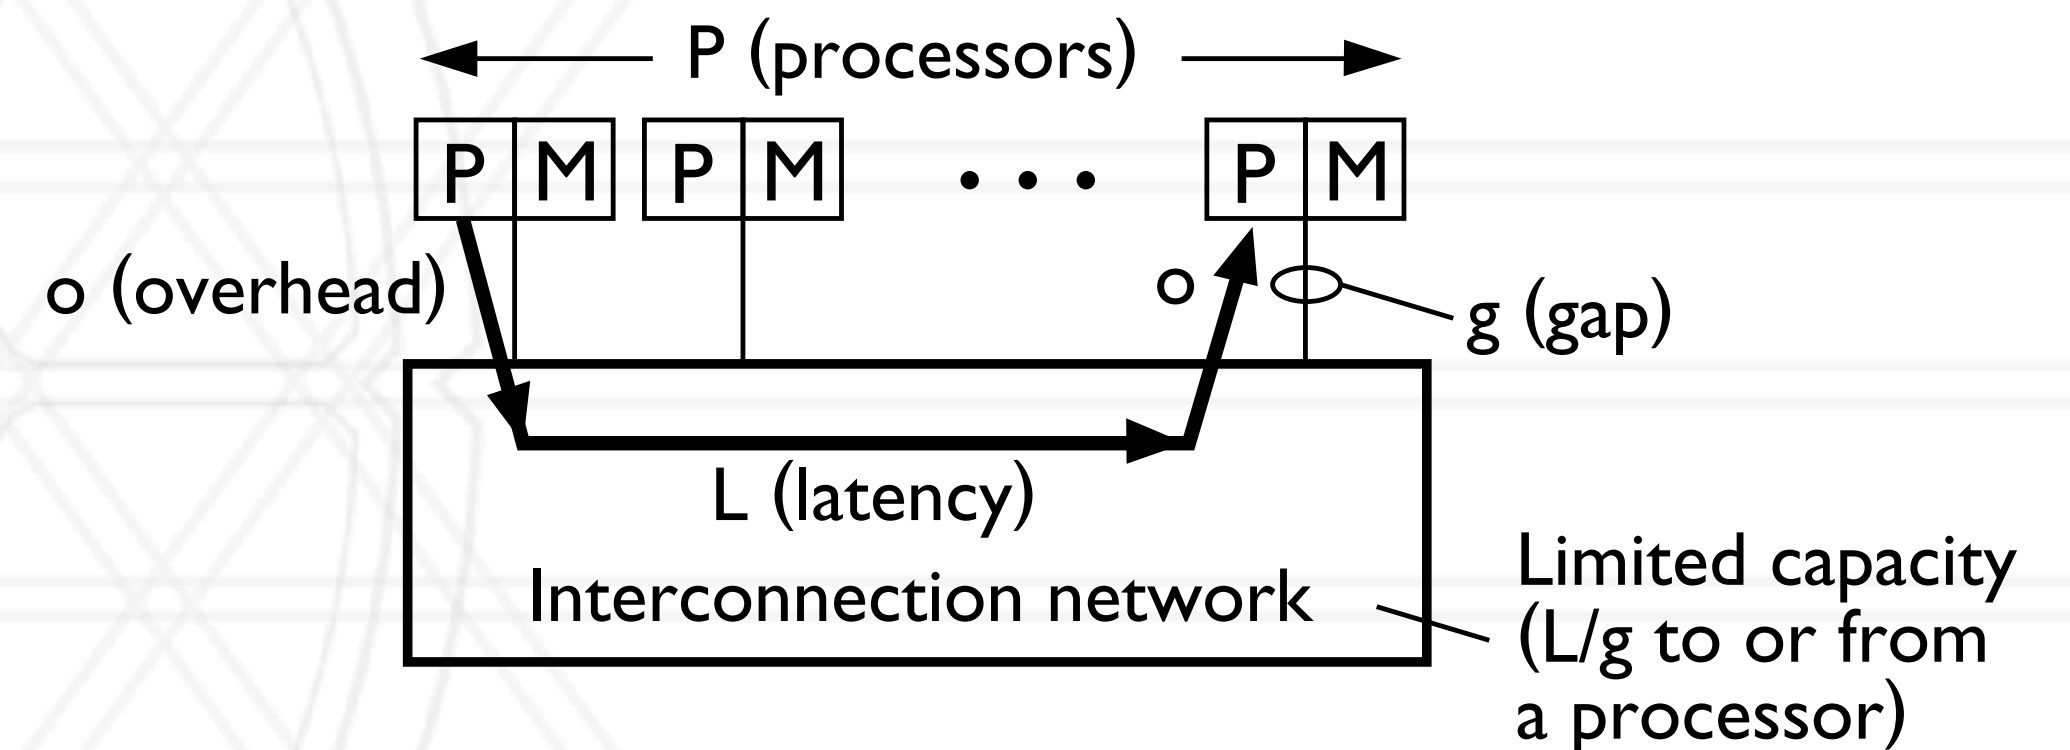 P (processors)
P M P M • • • P M
o (overhead)
o
g (gap)
L (latency)
Interconnection network
Limited capacity
(L/g to or from
a processor)